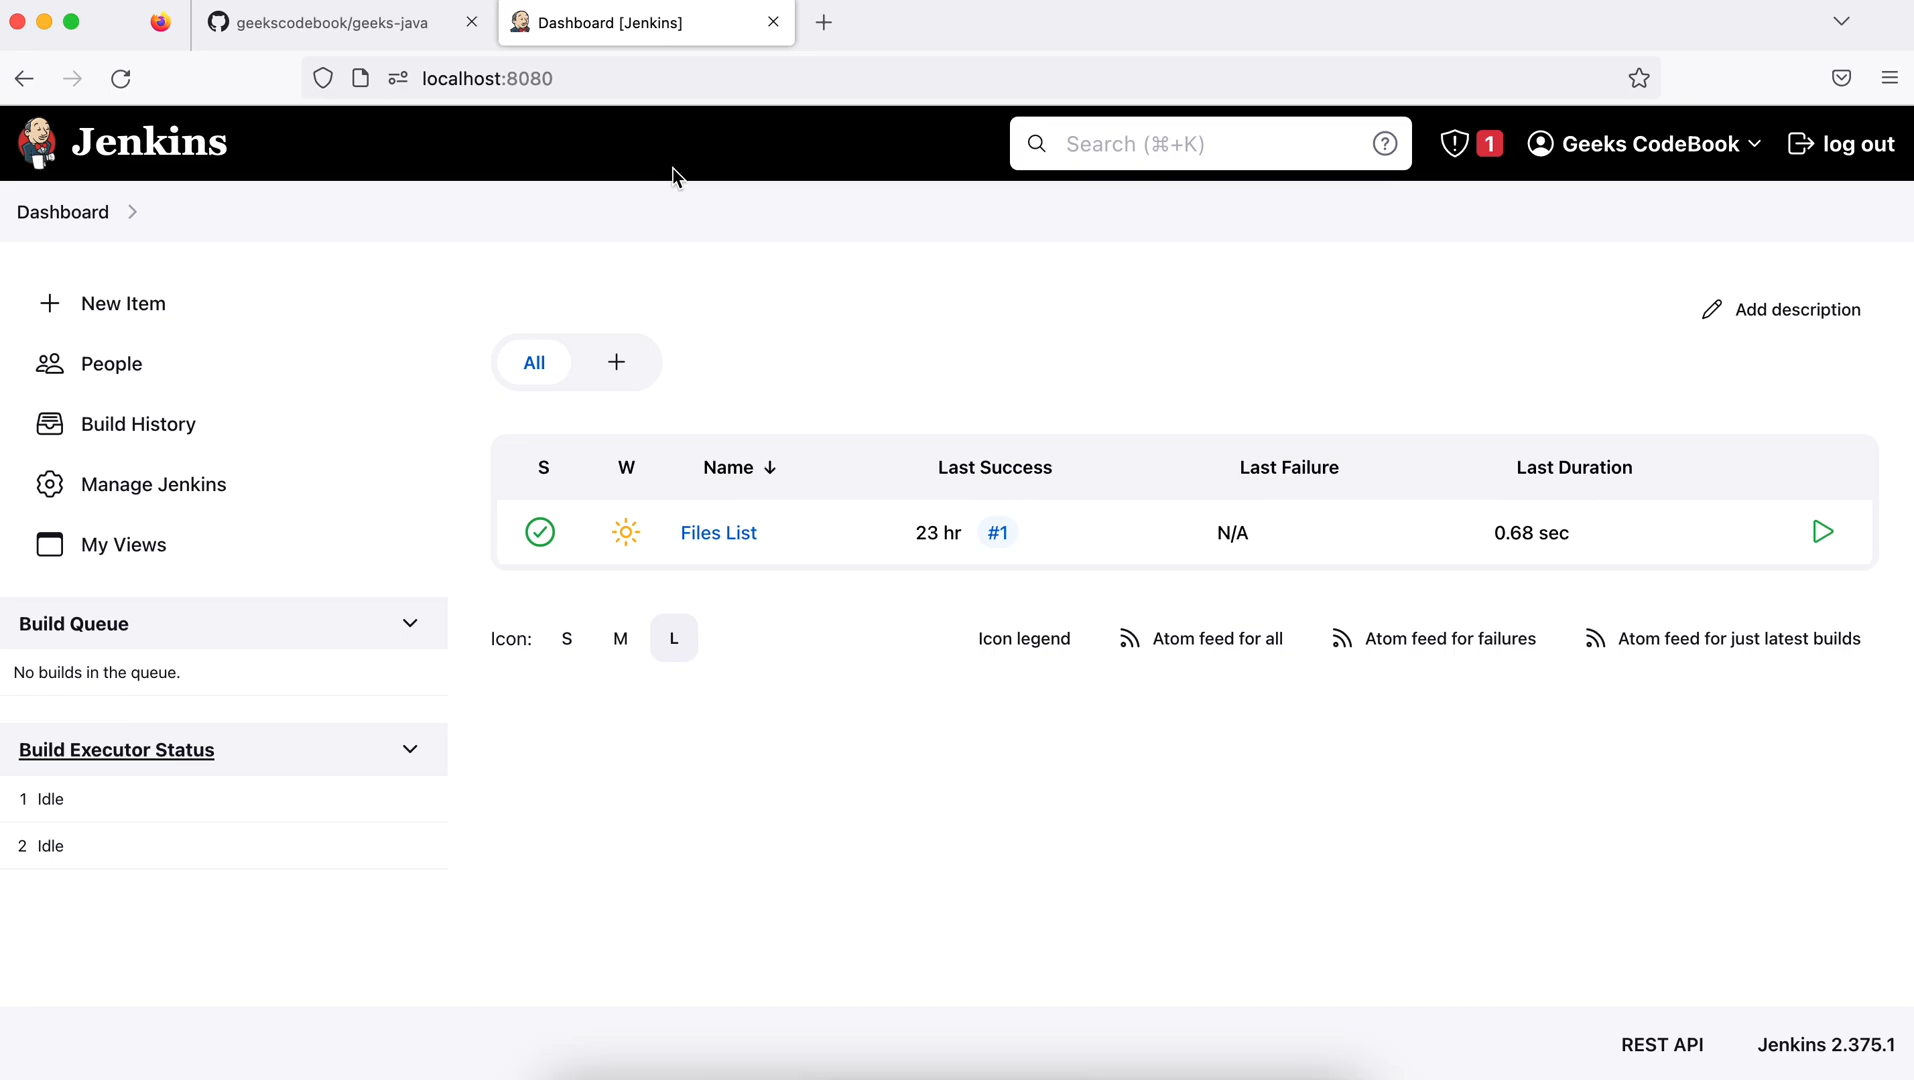 geekscodebook/geeks-java
Dashboard [Jenkins]
localhost:8080
Jenkins
Search (⌘+K)
1
Geeks CodeBook
log out
Dashboard
New Item
People
Build History
Manage Jenkins
My Views
Build Queue
No builds in the queue.
Build Executor Status
1 Idle
2 Idle
Add description
All
S W Name ↓ Last Success Last Failure Last Duration
Files List 23 hr #1 N/A 0.68 sec
Icon: S M L
Icon legend Atom feed for all Atom feed for failures Atom feed for just latest builds
REST API Jenkins 2.375.1